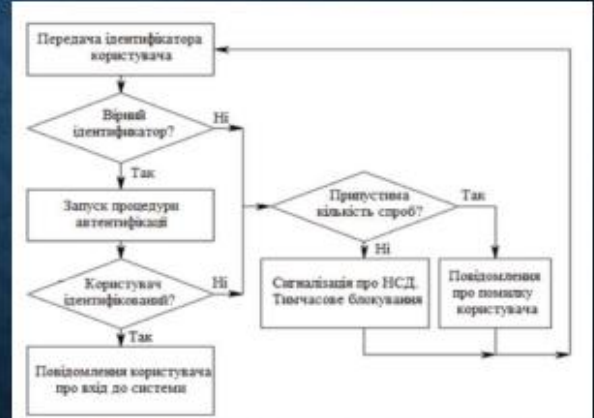 Передача ідентифікатора
користувача
Вірний
ідентификатор?
Ні
Так
Запуск процедури
автентифікації
Користувач
ідентифікований?
Ні
Так
Повідомлення користувача
про вхід до системи
Припустима
кількість спроб?
Так
Ні
Сигналізація про НСД.
Тимчасове блокування
Повідомлення
про помилку
користувача